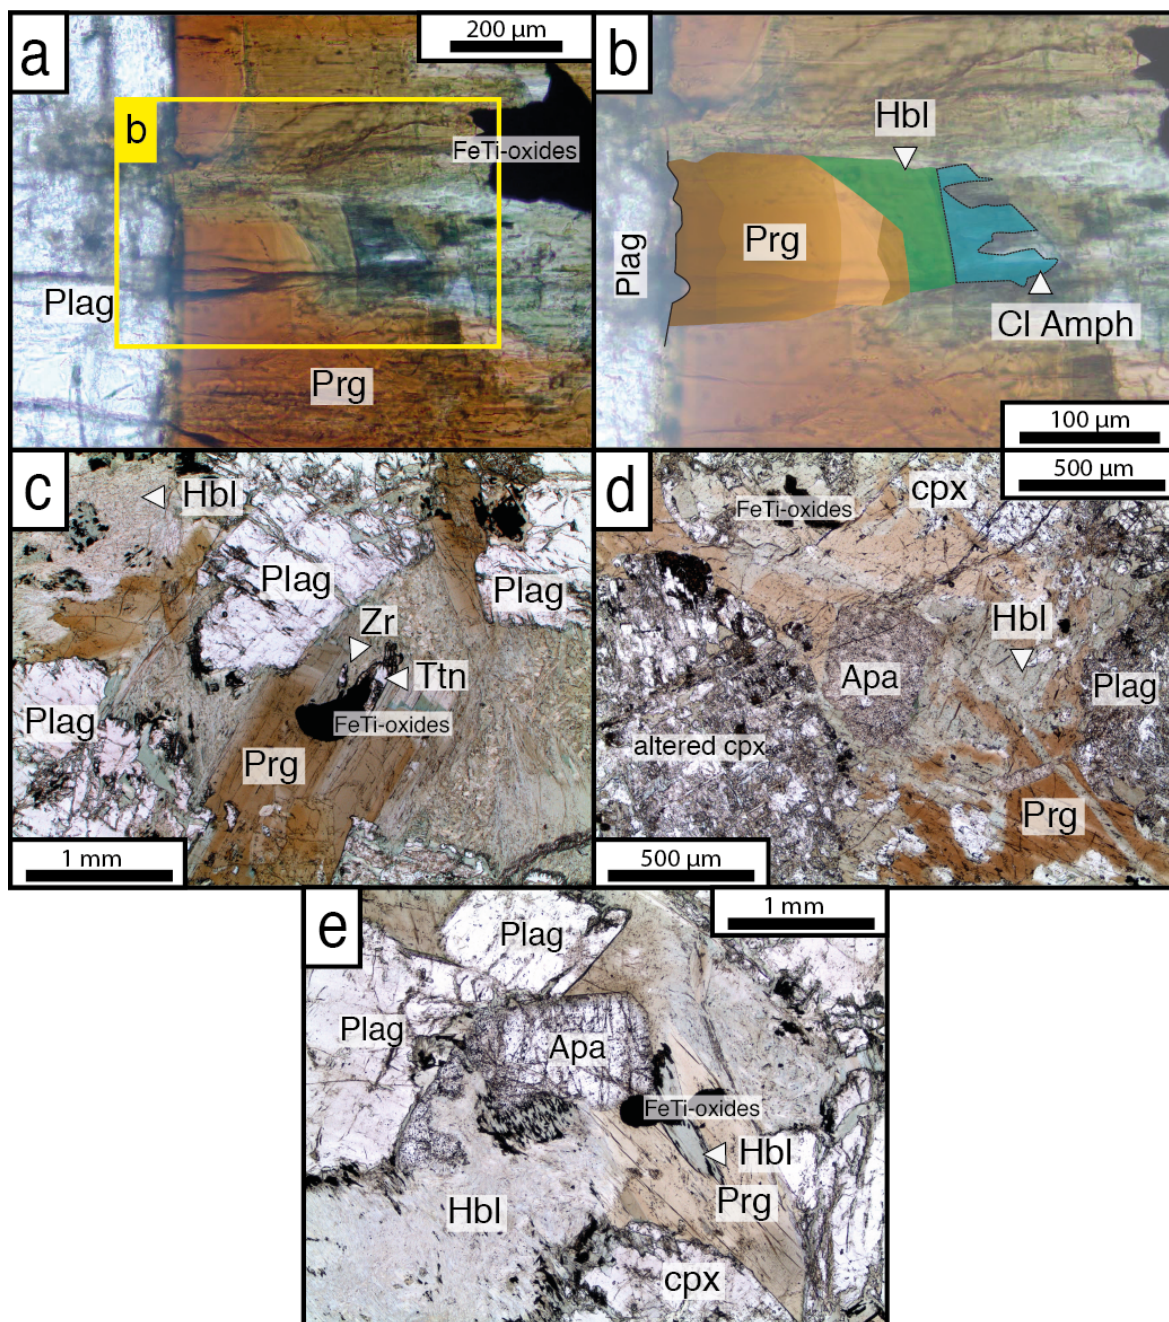 a
200 µm
b
FeTi-oxides
Plag
Prg
b
Hbl
Prg
Plag
Cl Amph
100 µm
c
Hbl
Plag
Plag
Zr
Ttn
Plag
FeTi-oxides
Prg
1 mm
d
500 µm
cpx
FeTi-oxides
Hbl
Apa
Plag
altered cpx
Prg
500 µm
e
1 mm
Plag
Plag
Apa
FeTi-oxides
Hbl
Prg
Hbl
cpx